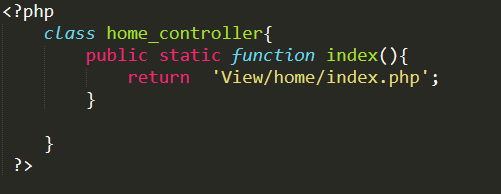 <?php
class home_controller{
public static function index(){
return 'View/home/index.php';
}
}
?>